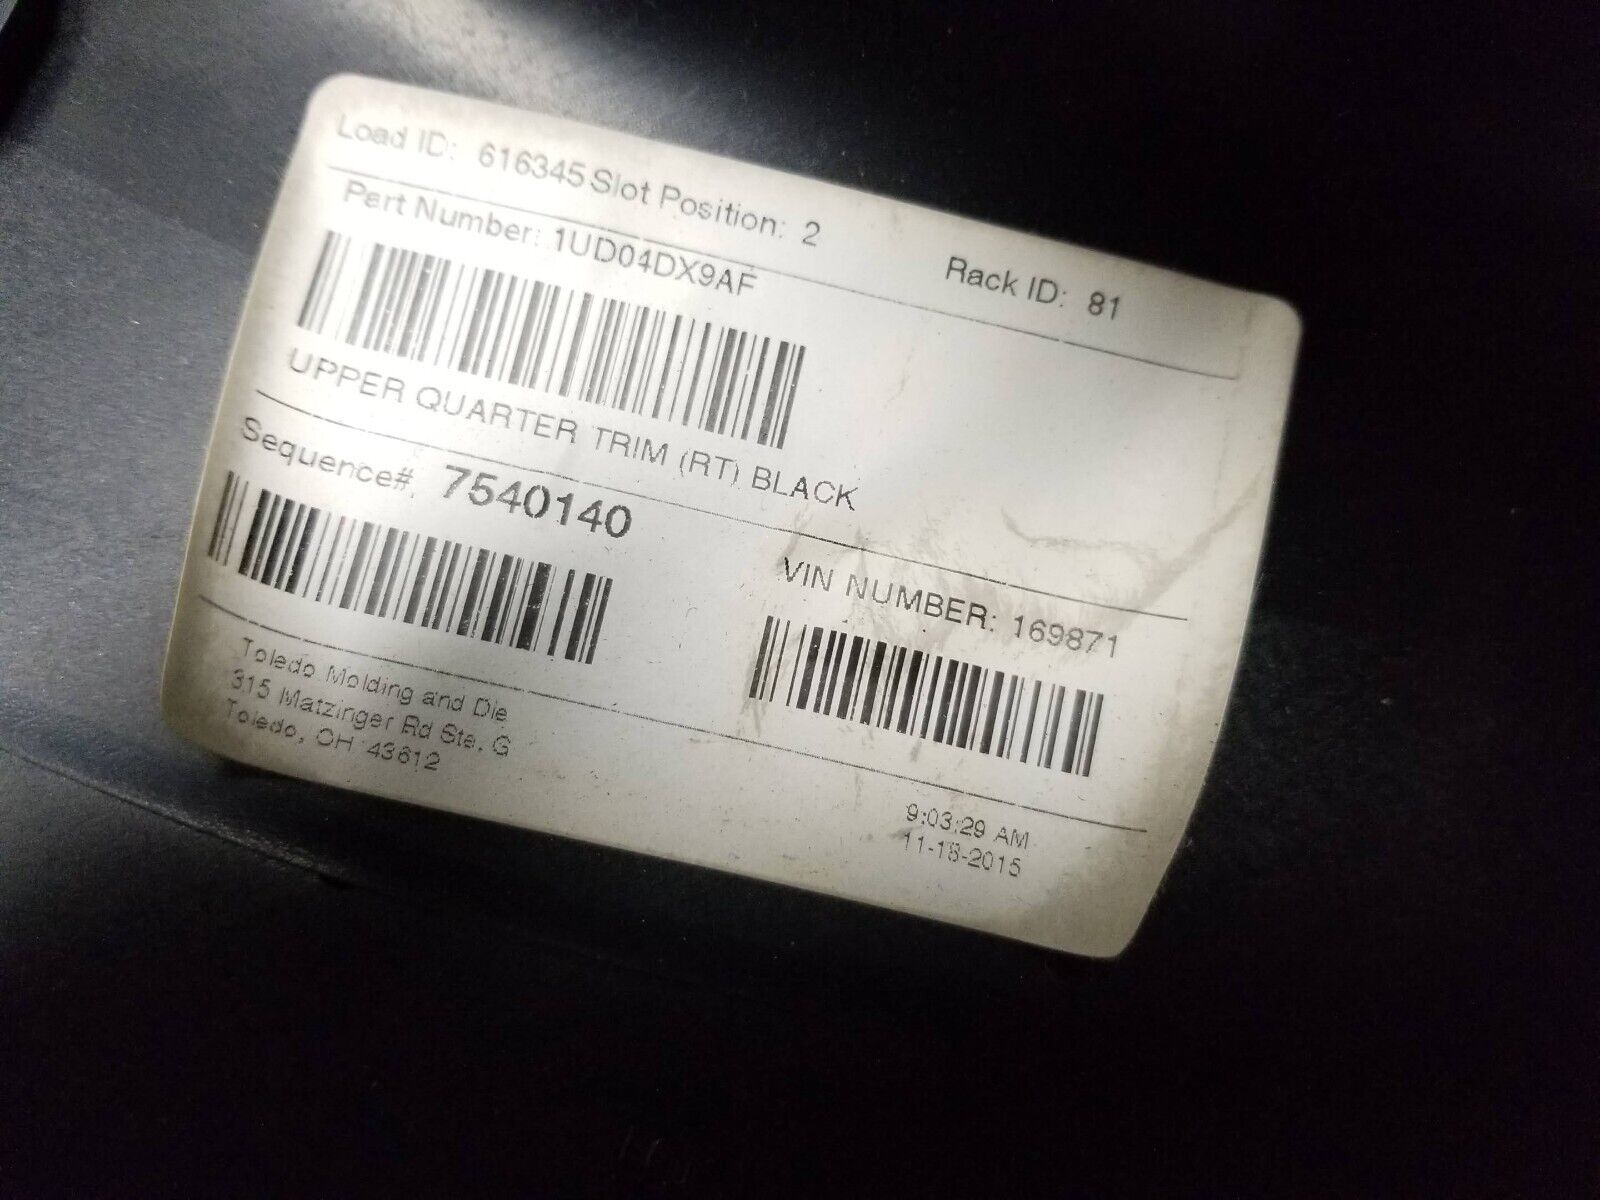 Load ID: 616345 Slot Position: 2 Rack ID: 81
Part Number: 1UD04DX9AF
UPPER QUARTER TRIM (RT) BLACK
Sequence#. 7540140
VIN NUMBER: 169871
Toledo Molding and Die
315 Matzinger Rd Ste. G
Toledo, OH 43612
9:03:29 AM
11-18-2015